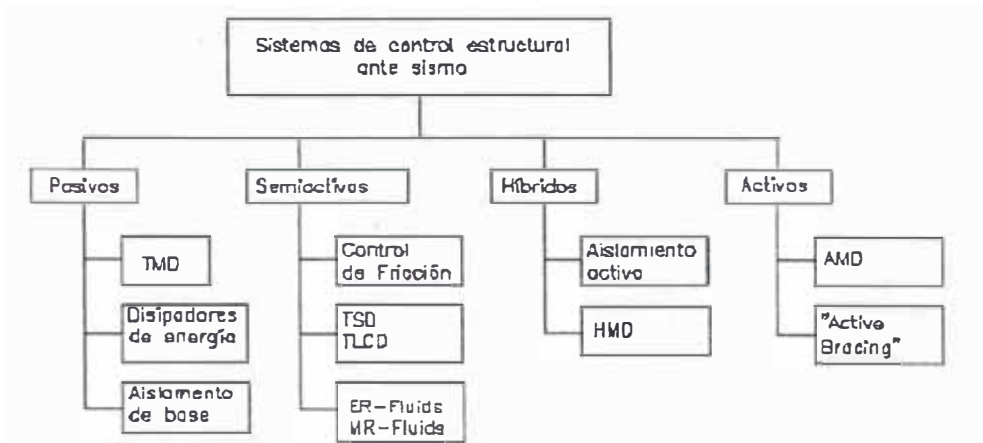 Sistemas de control estructural
ante sismo
Pasivos
Semiactivos
Híbridos
Activos
TMD
Disipadores
de energía
Aislamento
de base
Control
de Fricción
TSD
TLCD
ER-Fluids
MR-Fluids
Aislamiento
activo
HMD
AMD
"Active
Bracing"